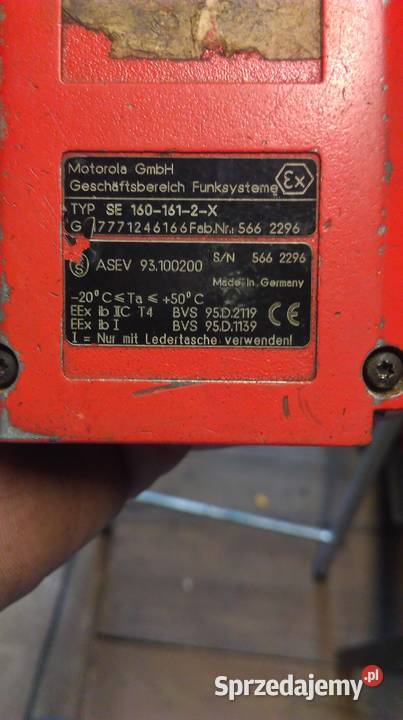 Motorola GmbH
Geschäftsbereich Funksysteme
Ex
TYP SE 160-161-2-X
G 17771246166 Fab.Nr.: 566 2296
S ASEV 93.100200 S/N 566 2296
Made in Germany
-20°C ≤ Ta ≤ +50°C
EEx ib IIC T4 BVS 95.D.2119 CE
EEx ib I BVS 95.D.1139
I = Nur mit Ledertasche verwenden!
Sprzedajemy.pl